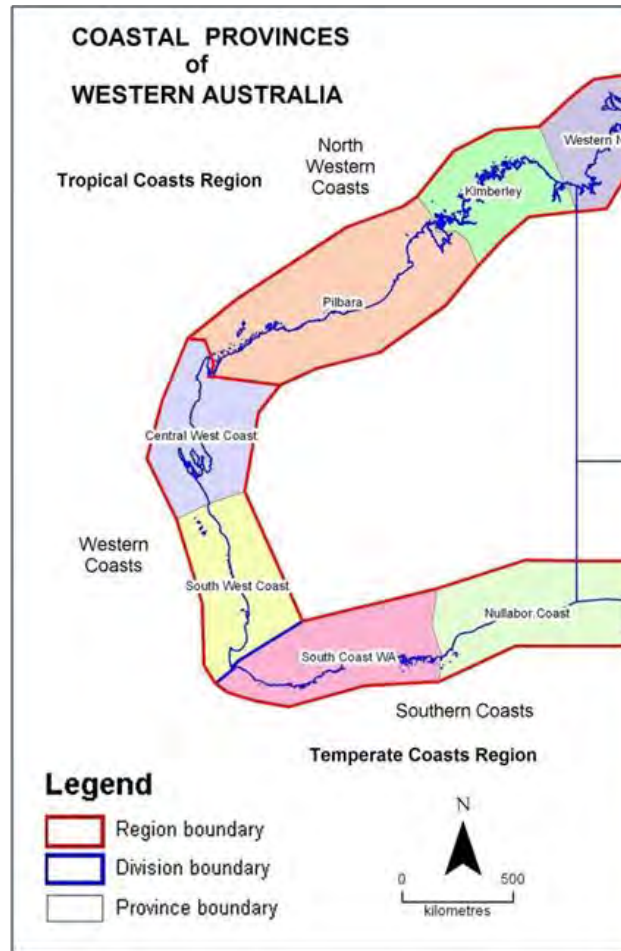 COASTAL PROVINCES
of
WESTERN AUSTRALIA
North
Western
Coasts
Tropical Coasts Region
Western N
Kimberley
Pilbara
Central West Coast
Western
Coasts
South West Coast
Nullabor Coast
South Coast WA
Southern Coasts
Temperate Coasts Region
Legend
Region boundary
Division boundary
Province boundary
N
0 500
kilometres